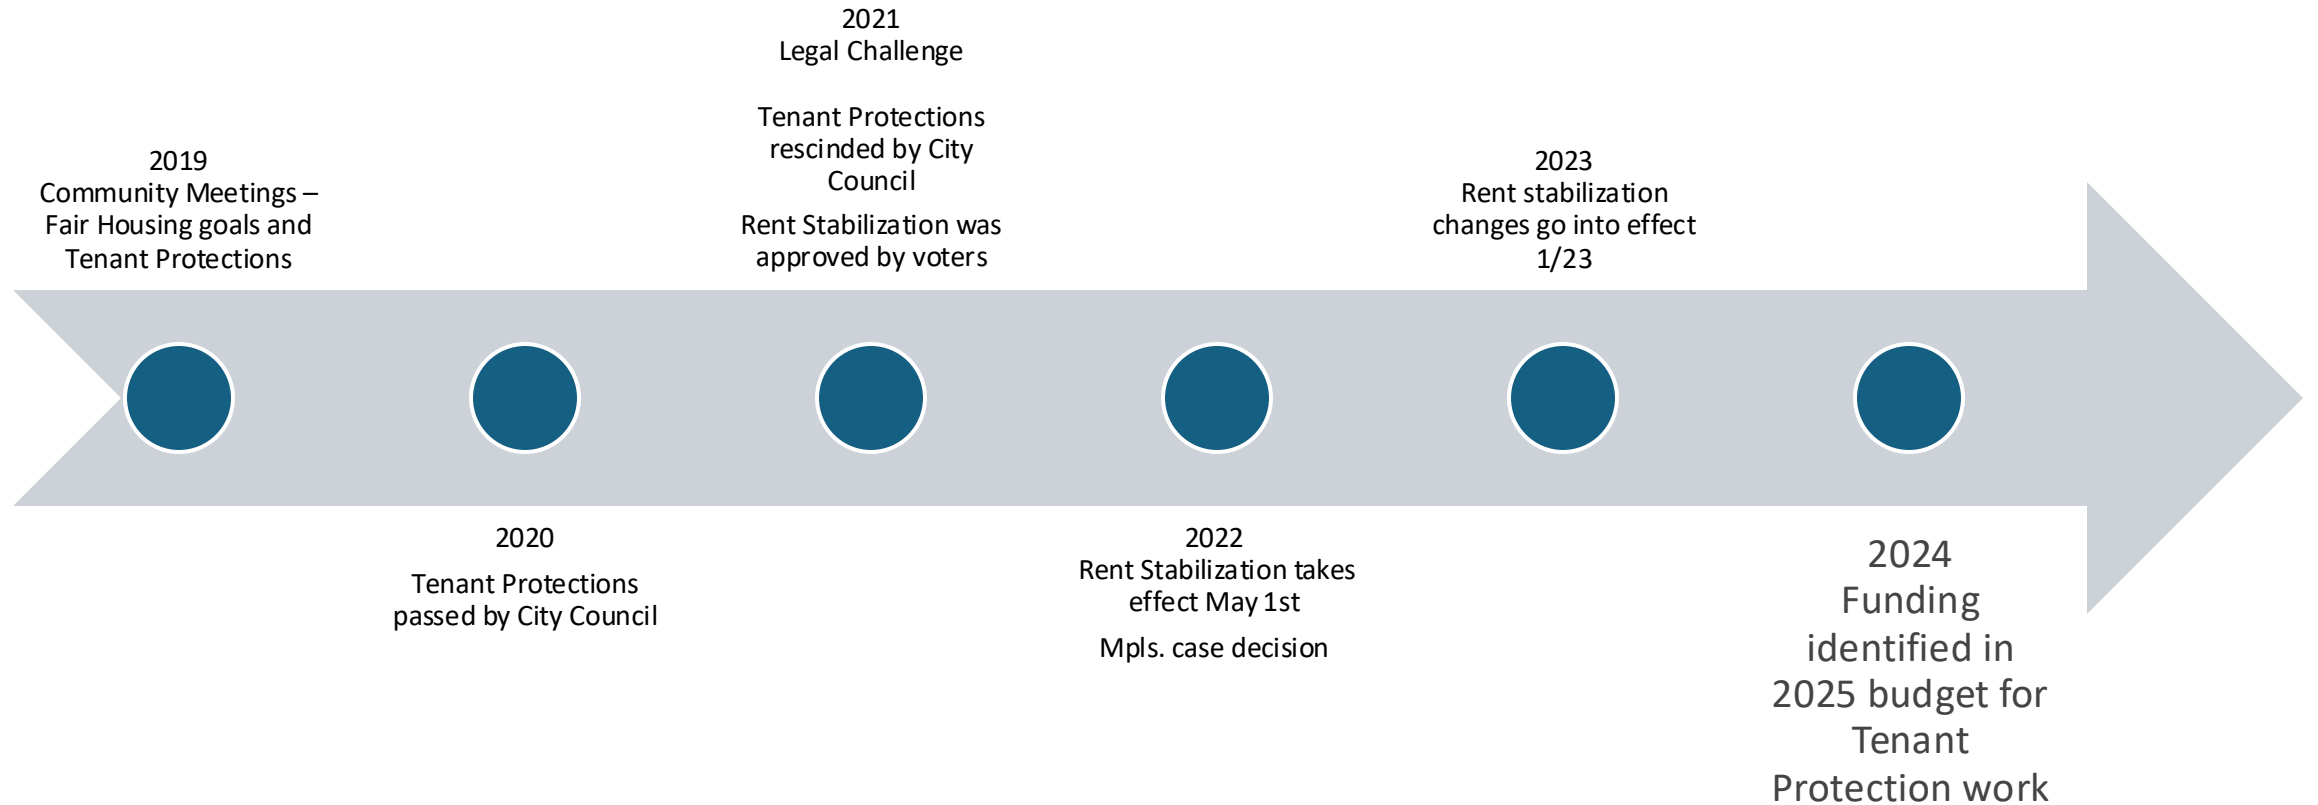 2019
Community Meetings –
Fair Housing goals and
Tenant Protections
2020
Tenant Protections
passed by City Council
2021
Legal Challenge
Tenant Protections
rescinded by City
Council
Rent Stabilization was
approved by voters
2022
Rent Stabilization takes
effect May 1st
Mpls. case decision
2023
Rent stabilization
changes go into effect
1/23
2024
Funding
identified in
2025 budget for
Tenant
Protection work